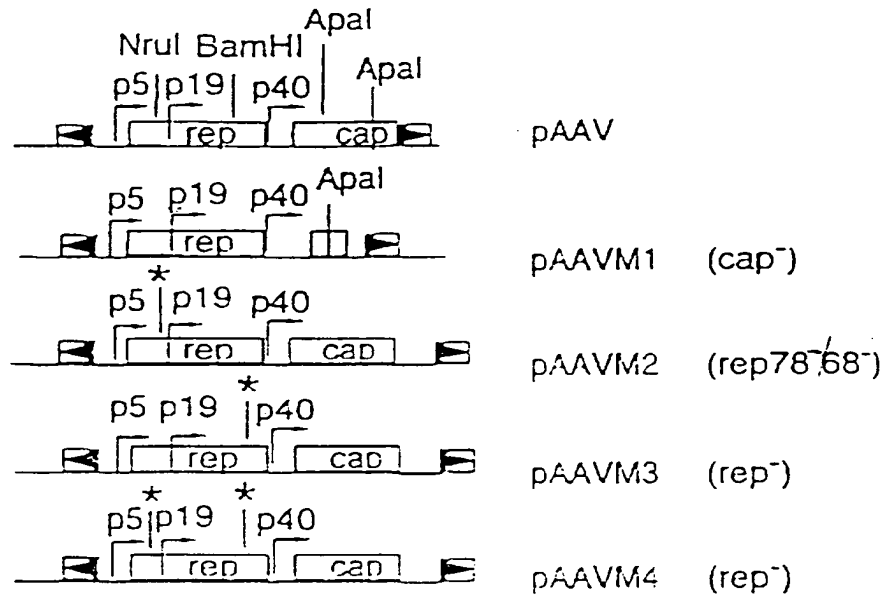 ApaI
NruI BamHI
ApaI
p5 p19 p40
rep cap pAAV
ApaI
p5 p19 p40
rep pAAVM1 (cap⁻)
*
p5 p19 p40
rep cap pAAVM2 (rep78⁻/68⁻)
*
p5 p19 p40
rep cap pAAVM3 (rep⁻)
* *
p5 p19 p40
rep cap pAAVM4 (rep⁻)